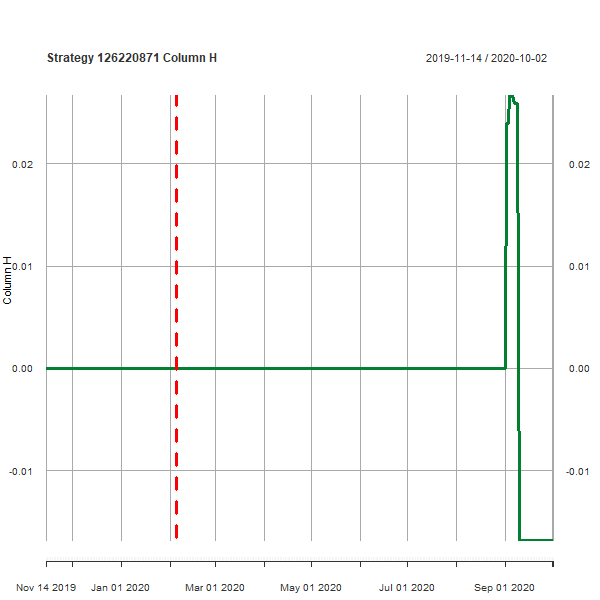 Strategy 126220871 Column H
2019-11-14 / 2020-10-02
0.02
0.02
0.01
0.01
Column H
0.00
0.00
-0.01
-0.01
Nov 14 2019
Jan 01 2020
Mar 01 2020
May 01 2020
Jul 01 2020
Sep 01 2020